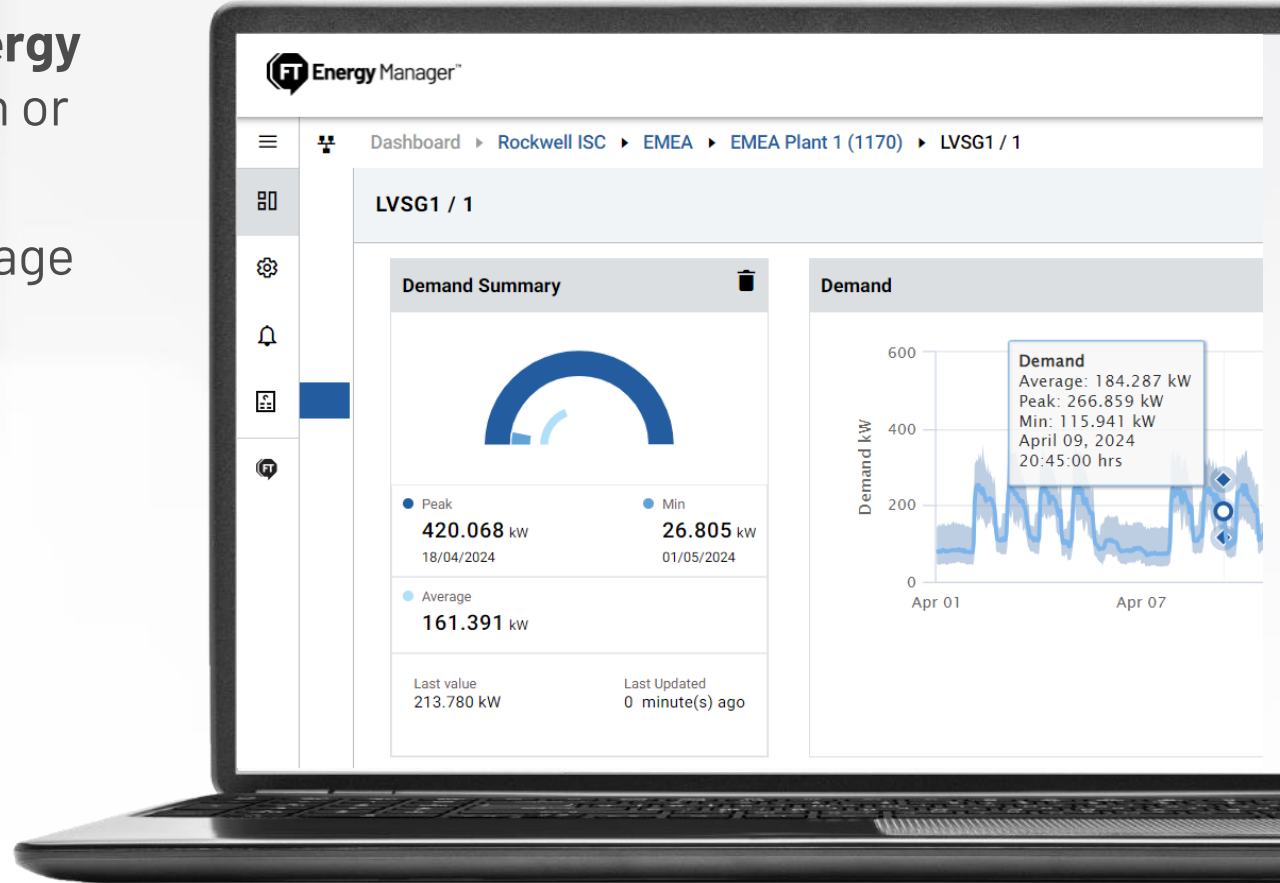 ergy
n or
age
FT Energy Manager™
Dashboard ▸ Rockwell ISC ▸ EMEA ▸ EMEA Plant 1 (1170) ▸ LVSG1 / 1
LVSG1 / 1
Demand Summary
Peak
420.068 kW
18/04/2024
Min
26.805 kW
01/05/2024
Average
161.391 kW
Last value
213.780 kW
Last Updated
0 minute(s) ago
Demand
Demand kW
600
400
200
0
Apr 01
Apr 07
Demand
Average: 184.287 kW
Peak: 266.859 kW
Min: 115.941 kW
April 09, 2024
20:45:00 hrs
FT